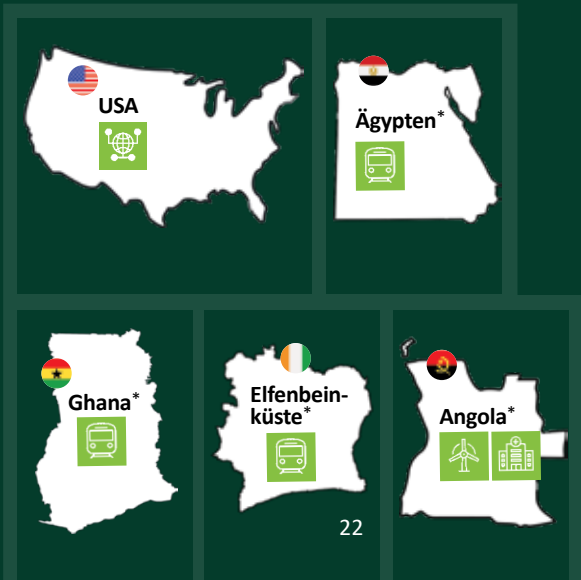 USA
Ägypten*
Ghana*
Elfenbein-
küste*
Angola*
22